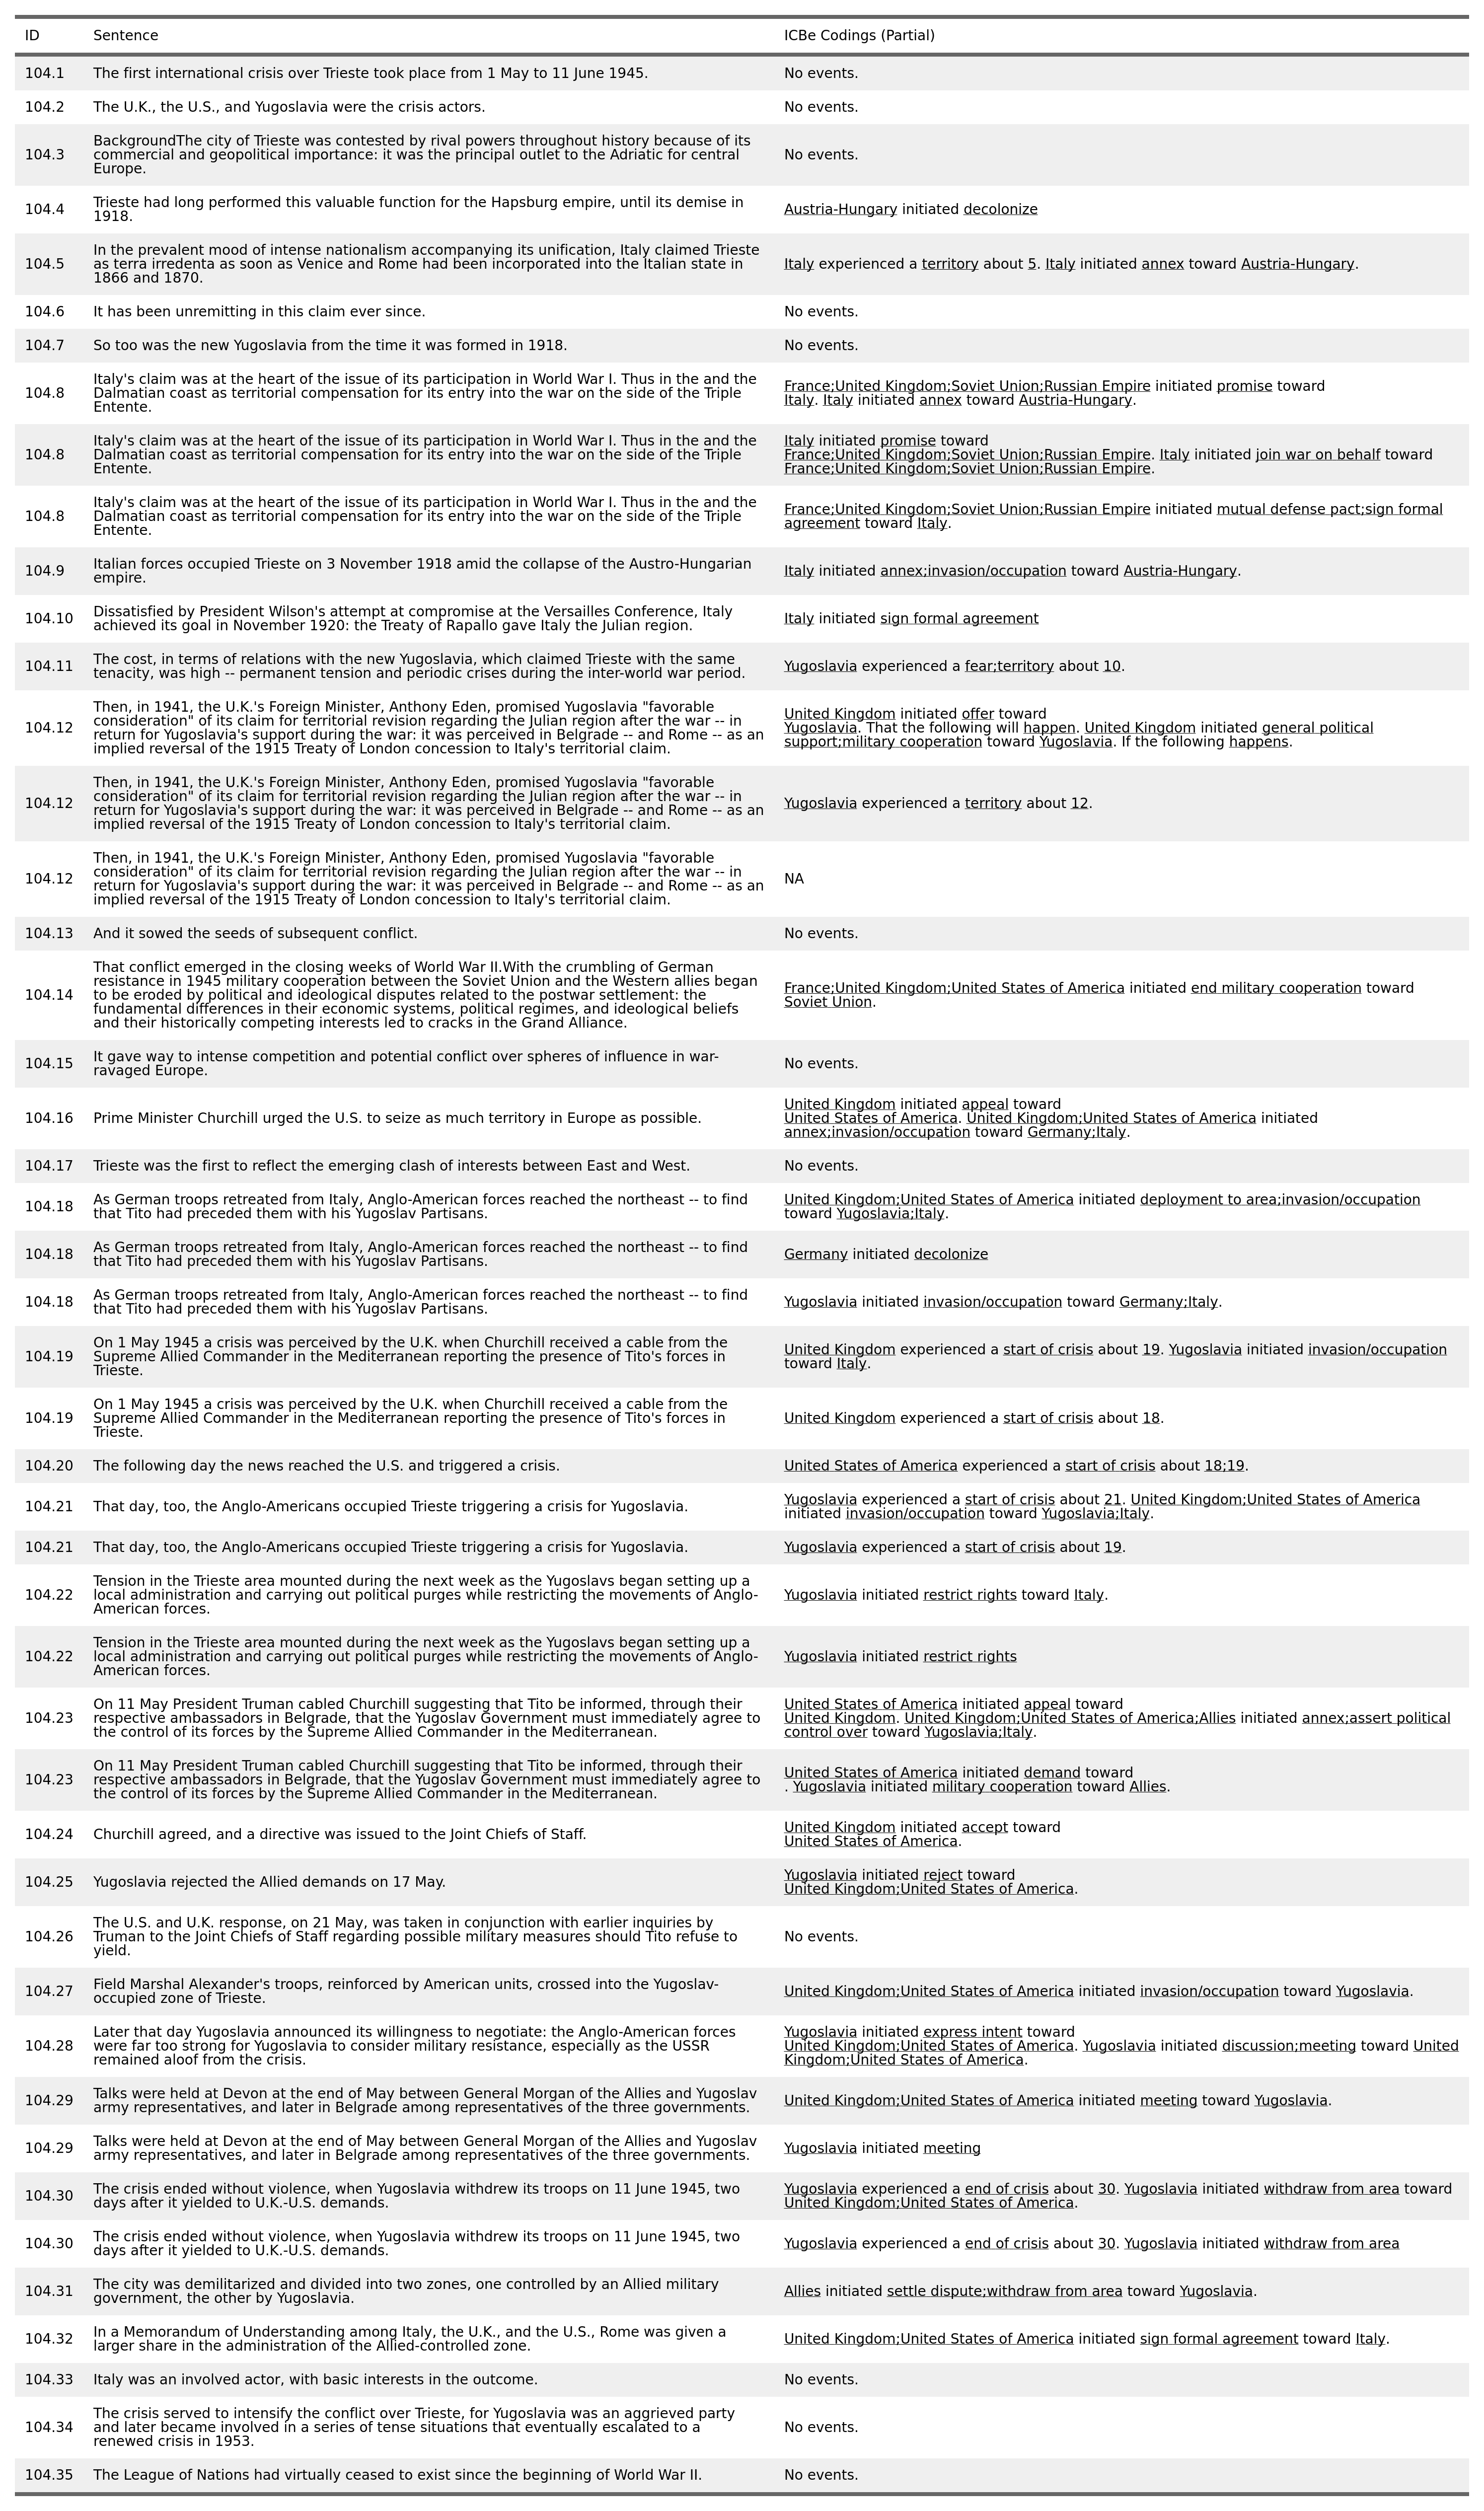 ID Sentence ICBe Codings (Partial)
104.1 The first international crisis over Trieste took place from 1 May to 11 June 1945. No events.
104.2 The U.K., the U.S., and Yugoslavia were the crisis actors. No events.
BackgroundThe city of Trieste was contested by rival powers throughout history because of its
104.3 commercial and geopolitical importance: it was the principal outlet to the Adriatic for central No events.
Europe.
104.4 Trieste had long performed this valuable function for the Hapsburg empire, until its demise in Austria-Hungary initiated decolonize
1918.
In the prevalent mood of intense nationalism accompanying its unification, Italy claimed Trieste
104.5 as terra irredenta as soon as Venice and Rome had been incorporated into the Italian state in Italy experienced a territory about 5. Italy initiated annex toward Austria-Hungary.
1866 and 1870.
104.6 It has been unremitting in this claim ever since. No events.
104.7 So too was the new Yugoslavia from the time it was formed in 1918. No events.
Italy's claim was at the heart of the issue of its participation in World War I. Thus in the and the France;United Kingdom;Soviet Union;Russian Empire initiated promise toward
104.8 Dalmatian coast as territorial compensation for its entry into the war on the side of the Triple Italy. Italy initiated annex toward Austria-Hungary.
Entente.
Italy's claim was at the heart of the issue of its participation in World War I. Thus in the and the Italy initiated promise toward
104.8 Dalmatian coast as territorial compensation for its entry into the war on the side of the Triple France;United Kingdom;Soviet Union;Russian Empire. Italy initiated join war on behalf toward
Entente. France;United Kingdom;Soviet Union;Russian Empire.
Italy's claim was at the heart of the issue of its participation in World War I. Thus in the and the France;United Kingdom;Soviet Union;Russian Empire initiated mutual defense pact;sign formal
104.8 Dalmatian coast as territorial compensation for its entry into the war on the side of the Triple agreement toward Italy.
Entente.
104.9 Italian forces occupied Trieste on 3 November 1918 amid the collapse of the Austro-Hungarian Italy initiated annex;invasion/occupation toward Austria-Hungary.
empire.
104.10 Dissatisfied by President Wilson's attempt at compromise at the Versailles Conference, Italy Italy initiated sign formal agreement
achieved its goal in November 1920: the Treaty of Rapallo gave Italy the Julian region.
104.11 The cost, in terms of relations with the new Yugoslavia, which claimed Trieste with the same Yugoslavia experienced a fear;territory about 10.
tenacity, was high -- permanent tension and periodic crises during the inter-world war period.
Then, in 1941, the U.K.'s Foreign Minister, Anthony Eden, promised Yugoslavia "favorable United Kingdom initiated offer toward
104.12 consideration" of its claim for territorial revision regarding the Julian region after the war -- in Yugoslavia. That the following will happen. United Kingdom initiated general political
return for Yugoslavia's support during the war: it was perceived in Belgrade -- and Rome -- as an support;military cooperation toward Yugoslavia. If the following happens.
implied reversal of the 1915 Treaty of London concession to Italy's territorial claim.
Then, in 1941, the U.K.'s Foreign Minister, Anthony Eden, promised Yugoslavia "favorable
104.12 consideration" of its claim for territorial revision regarding the Julian region after the war -- in Yugoslavia experienced a territory about 12.
return for Yugoslavia's support during the war: it was perceived in Belgrade -- and Rome -- as an
implied reversal of the 1915 Treaty of London concession to Italy's territorial claim.
Then, in 1941, the U.K.'s Foreign Minister, Anthony Eden, promised Yugoslavia "favorable
104.12 consideration" of its claim for territorial revision regarding the Julian region after the war -- in NA
return for Yugoslavia's support during the war: it was perceived in Belgrade -- and Rome -- as an
implied reversal of the 1915 Treaty of London concession to Italy's territorial claim.
104.13 And it sowed the seeds of subsequent conflict. No events.
That conflict emerged in the closing weeks of World War II.With the crumbling of German
resistance in 1945 military cooperation between the Soviet Union and the Western allies began
104.14 to be eroded by political and ideological disputes related to the postwar settlement: the France;United Kingdom;United States of America initiated end military cooperation toward
fundamental differences in their economic systems, political regimes, and ideological beliefs Soviet Union.
and their historically competing interests led to cracks in the Grand Alliance.
104.15 It gave way to intense competition and potential conflict over spheres of influence in war- No events.
ravaged Europe.
United Kingdom initiated appeal toward
104.16 Prime Minister Churchill urged the U.S. to seize as much territory in Europe as possible. United States of America. United Kingdom;United States of America initiated
annex;invasion/occupation toward Germany;Italy.
104.17 Trieste was the first to reflect the emerging clash of interests between East and West. No events.
104.18 As German troops retreated from Italy, Anglo-American forces reached the northeast -- to find United Kingdom;United States of America initiated deployment to area;invasion/occupation
that Tito had preceded them with his Yugoslav Partisans. toward Yugoslavia;Italy.
104.18 As German troops retreated from Italy, Anglo-American forces reached the northeast -- to find Germany initiated decolonize
that Tito had preceded them with his Yugoslav Partisans.
104.18 As German troops retreated from Italy, Anglo-American forces reached the northeast -- to find Yugoslavia initiated invasion/occupation toward Germany;Italy.
that Tito had preceded them with his Yugoslav Partisans.
On 1 May 1945 a crisis was perceived by the U.K. when Churchill received a cable from the United Kingdom experienced a start of crisis about 19. Yugoslavia initiated invasion/occupation
104.19 Supreme Allied Commander in the Mediterranean reporting the presence of Tito's forces in toward Italy.
Trieste.
On 1 May 1945 a crisis was perceived by the U.K. when Churchill received a cable from the
104.19 Supreme Allied Commander in the Mediterranean reporting the presence of Tito's forces in United Kingdom experienced a start of crisis about 18.
Trieste.
104.20 The following day the news reached the U.S. and triggered a crisis. United States of America experienced a start of crisis about 18;19.
104.21 That day, too, the Anglo-Americans occupied Trieste triggering a crisis for Yugoslavia. Yugoslavia experienced a start of crisis about 21. United Kingdom;United States of America
initiated invasion/occupation toward Yugoslavia;Italy.
104.21 That day, too, the Anglo-Americans occupied Trieste triggering a crisis for Yugoslavia. Yugoslavia experienced a start of crisis about 19.
Tension in the Trieste area mounted during the next week as the Yugoslavs began setting up a
104.22 local administration and carrying out political purges while restricting the movements of Anglo- Yugoslavia initiated restrict rights toward Italy.
American forces.
Tension in the Trieste area mounted during the next week as the Yugoslavs began setting up a
104.22 local administration and carrying out political purges while restricting the movements of Anglo- Yugoslavia initiated restrict rights
American forces.
On 11 May President Truman cabled Churchill suggesting that Tito be informed, through their United States of America initiated appeal toward
104.23 respective ambassadors in Belgrade, that the Yugoslav Government must immediately agree to United Kingdom. United Kingdom;United States of America;Allies initiated annex;assert political
the control of its forces by the Supreme Allied Commander in the Mediterranean. control over toward Yugoslavia;Italy.
On 11 May President Truman cabled Churchill suggesting that Tito be informed, through their United States of America initiated demand toward
104.23 respective ambassadors in Belgrade, that the Yugoslav Government must immediately agree to . Yugoslavia initiated military cooperation toward Allies.
the control of its forces by the Supreme Allied Commander in the Mediterranean.
104.24 Churchill agreed, and a directive was issued to the Joint Chiefs of Staff. United Kingdom initiated accept toward
United States of America.
104.25 Yugoslavia rejected the Allied demands on 17 May. Yugoslavia initiated reject toward
United Kingdom;United States of America.
The U.S. and U.K. response, on 21 May, was taken in conjunction with earlier inquiries by
104.26 Truman to the Joint Chiefs of Staff regarding possible military measures should Tito refuse to No events.
yield.
104.27 Field Marshal Alexander's troops, reinforced by American units, crossed into the Yugoslav- United Kingdom;United States of America initiated invasion/occupation toward Yugoslavia.
occupied zone of Trieste.
Later that day Yugoslavia announced its willingness to negotiate: the Anglo-American forces Yugoslavia initiated express intent toward
104.28 were far too strong for Yugoslavia to consider military resistance, especially as the USSR United Kingdom;United States of America. Yugoslavia initiated discussion;meeting toward United
remained aloof from the crisis. Kingdom;United States of America.
104.29 Talks were held at Devon at the end of May between General Morgan of the Allies and Yugoslav United Kingdom;United States of America initiated meeting toward Yugoslavia.
army representatives, and later in Belgrade among representatives of the three governments.
104.29 Talks were held at Devon at the end of May between General Morgan of the Allies and Yugoslav Yugoslavia initiated meeting
army representatives, and later in Belgrade among representatives of the three governments.
104.30 The crisis ended without violence, when Yugoslavia withdrew its troops on 11 June 1945, two Yugoslavia experienced a end of crisis about 30. Yugoslavia initiated withdraw from area toward
days after it yielded to U.K.-U.S. demands. United Kingdom;United States of America.
104.30 The crisis ended without violence, when Yugoslavia withdrew its troops on 11 June 1945, two Yugoslavia experienced a end of crisis about 30. Yugoslavia initiated withdraw from area
days after it yielded to U.K.-U.S. demands.
104.31 The city was demilitarized and divided into two zones, one controlled by an Allied military Allies initiated settle dispute;withdraw from area toward Yugoslavia.
government, the other by Yugoslavia.
104.32 In a Memorandum of Understanding among Italy, the U.K., and the U.S., Rome was given a United Kingdom;United States of America initiated sign formal agreement toward Italy.
larger share in the administration of the Allied-controlled zone.
104.33 Italy was an involved actor, with basic interests in the outcome. No events.
The crisis served to intensify the conflict over Trieste, for Yugoslavia was an aggrieved party
104.34 and later became involved in a series of tense situations that eventually escalated to a No events.
renewed crisis in 1953.
104.35 The League of Nations had virtually ceased to exist since the beginning of World War II. No events.